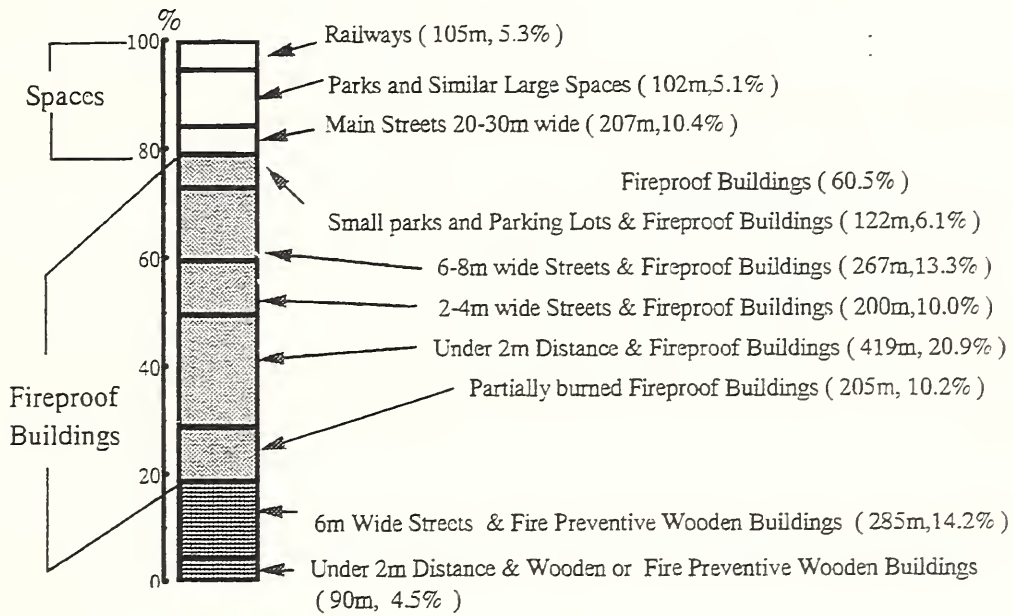 %
100
80
60
40
20
0
Spaces
Fireproof
Buildings
Railways ( 105m, 5.3% )
Parks and Similar Large Spaces ( 102m,5.1% )
Main Streets 20-30m wide ( 207m,10.4% )
Fireproof Buildings ( 60.5% )
Small parks and Parking Lots & Fireproof Buildings ( 122m,6.1% )
6-8m wide Streets & Fireproof Buildings ( 267m,13.3% )
2-4m wide Streets & Fireproof Buildings ( 200m,10.0% )
Under 2m Distance & Fireproof Buildings ( 419m, 20.9% )
Partially burned Fireproof Buildings ( 205m, 10.2% )
6m Wide Streets & Fire Preventive Wooden Buildings ( 285m,14.2% )
Under 2m Distance & Wooden or Fire Preventive Wooden Buildings
( 90m, 4.5% )